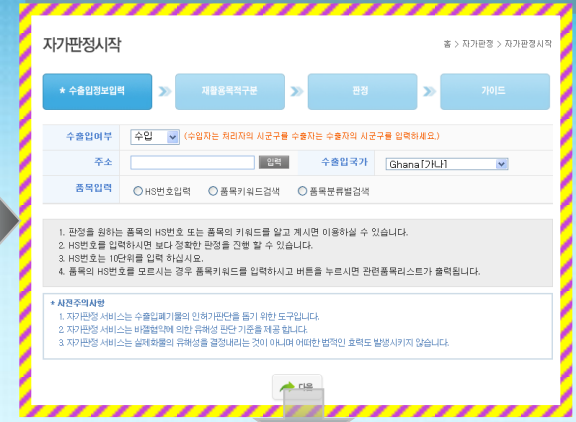 자가판정시작
홈 > 자가판정 > 자가판정시작
* 수출입정보입력
재활용목적구분
판정
가이드
수출입여부 수입 (수입자는 처리자의 시군구를 수출자는 수출자의 시군구를 입력하세요.)
주소 입력 수출입국가 Ghana [가나]
품목입력 HS번호입력 품목키워드검색 품목분류별검색
1. 판정을 원하는 품목의 HS번호 또는 품목의 키워드를 알고 계시면 이용하실 수 있습니다.
2. HS번호를 입력하시면 보다 정확한 판정을 진행 할 수 있습니다.
3. HS번호는 10단위를 입력 하십시요.
4. 품목의 HS번호를 모르시는 경우 품목키워드를 입력하시고 버튼을 누르시면 관련품목리스트가 출력됩니다.
* 사전주의사항
1. 자가판정 서비스는 수출입폐기물의 인허가판단을 돕기 위한 도구입니다.
2. 자가판정 서비스는 바젤협약에 의한 유해성 판단 기준을 제공 합니다.
3. 자가판정 서비스는 실제화물의 유해성을 결정내리는 것이 아니며 어떠한 법적인 효력도 발생시키지 않습니다.
다음